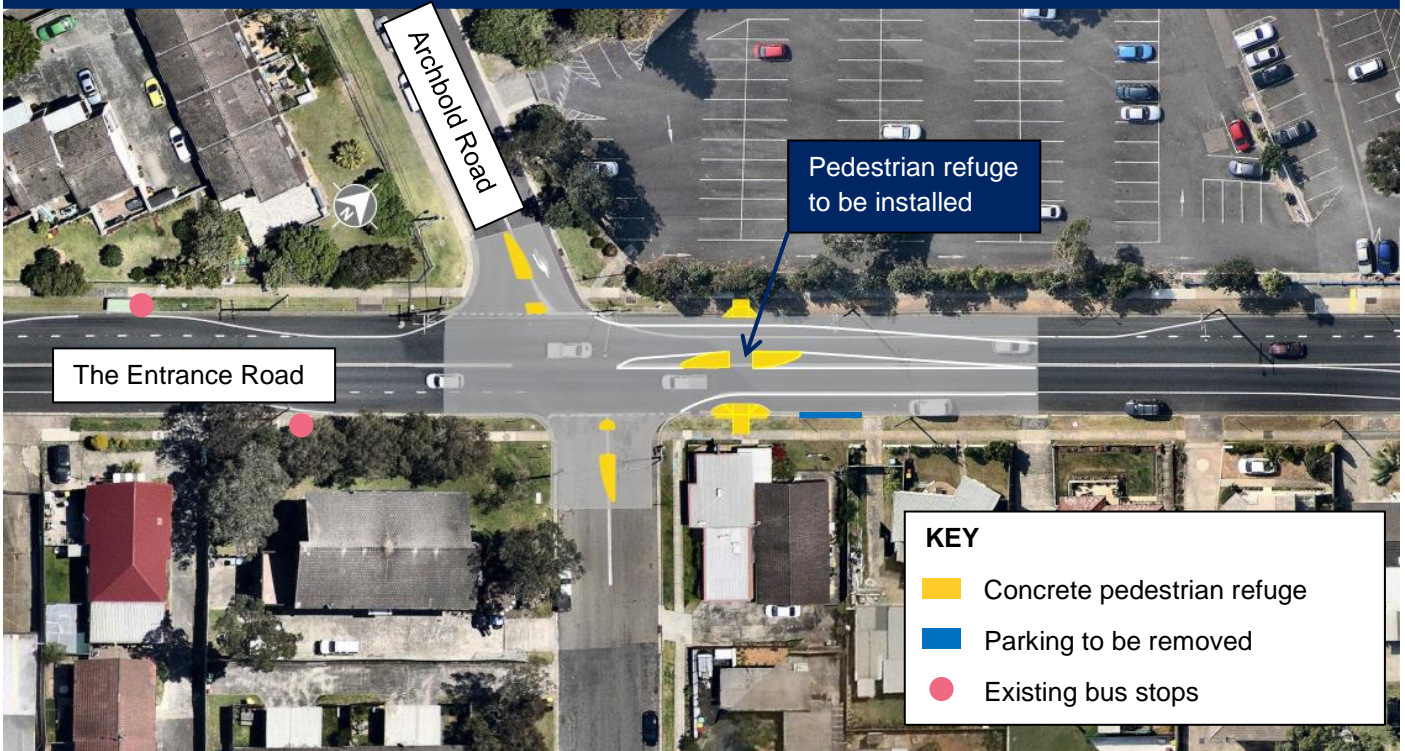 Archbold Road
Pedestrian refuge
to be installed
N
The Entrance Road
KEY
Concrete pedestrian refuge
Parking to be removed
Existing bus stops